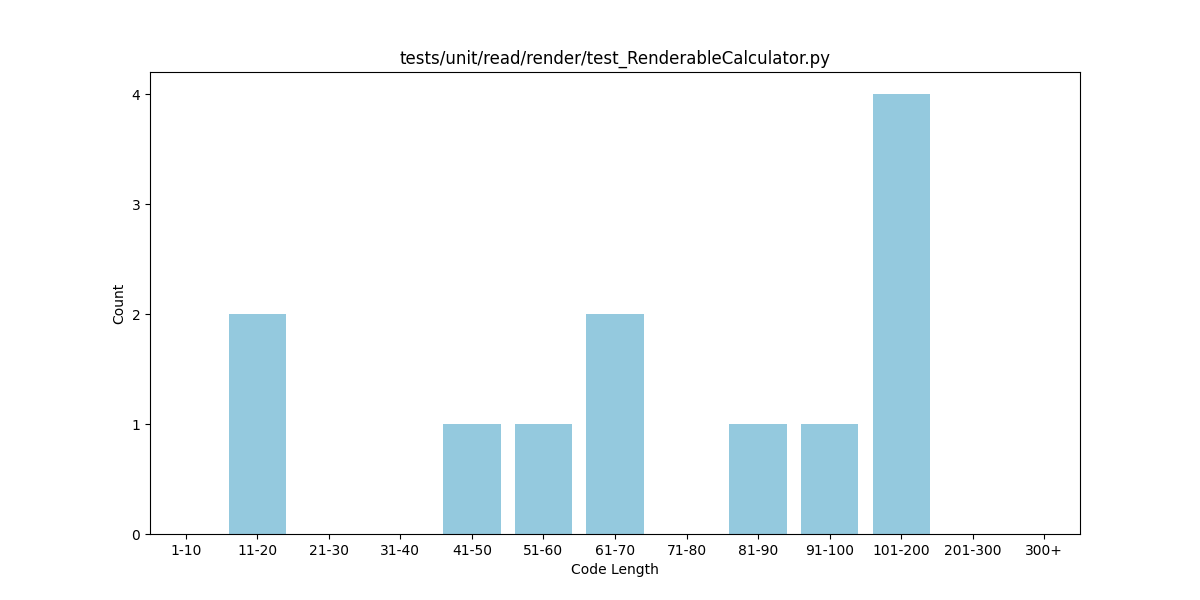 tests/unit/read/render/test_RenderableCalculator.py
4
3
2
1
0
Count
1-10 11-20 21-30 31-40 41-50 51-60 61-70 71-80 81-90 91-100 101-200 201-300 300+
Code Length